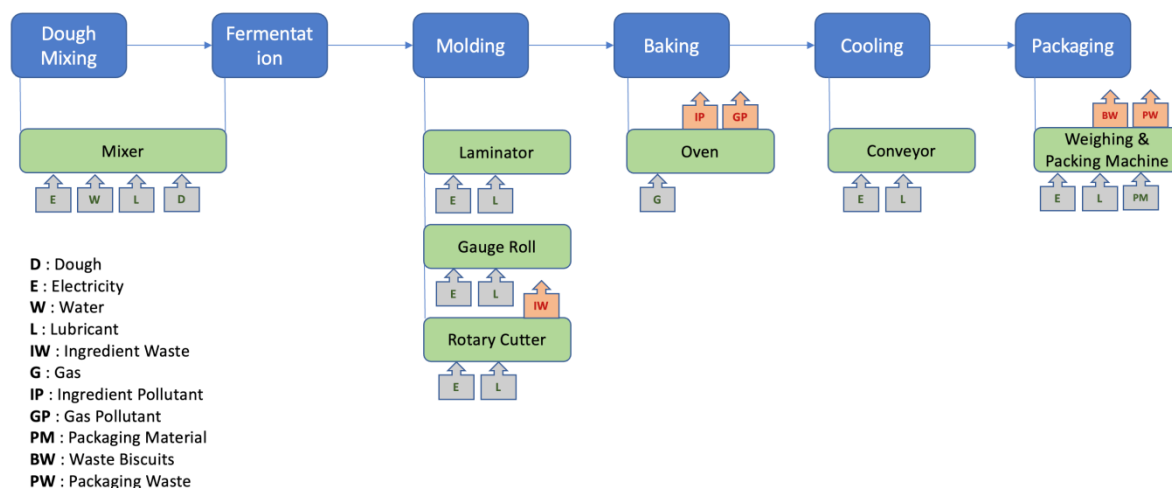 Dough
Mixing
Fermentat
ion
Molding
Baking
Cooling
Packaging
IP
GP
BW
PW
Mixer
Laminator
Oven
Conveyor
Weighing &
Packing Machine
E
W
L
D
E
L
G
E
L
E
L
PM
Gauge Roll
E
L
IW
Rotary Cutter
E
L
D : Dough
E : Electricity
W : Water
L : Lubricant
IW : Ingredient Waste
G : Gas
IP : Ingredient Pollutant
GP : Gas Pollutant
PM : Packaging Material
BW : Waste Biscuits
PW : Packaging Waste